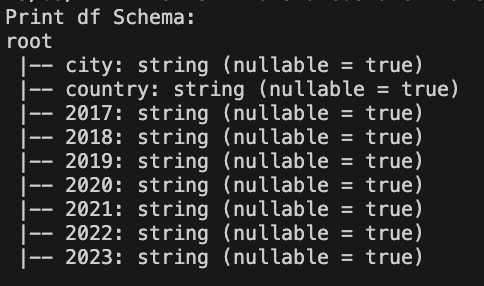 Print df Schema:
root
 |-- city: string (nullable = true)
 |-- country: string (nullable = true)
 |-- 2017: string (nullable = true)
 |-- 2018: string (nullable = true)
 |-- 2019: string (nullable = true)
 |-- 2020: string (nullable = true)
 |-- 2021: string (nullable = true)
 |-- 2022: string (nullable = true)
 |-- 2023: string (nullable = true)